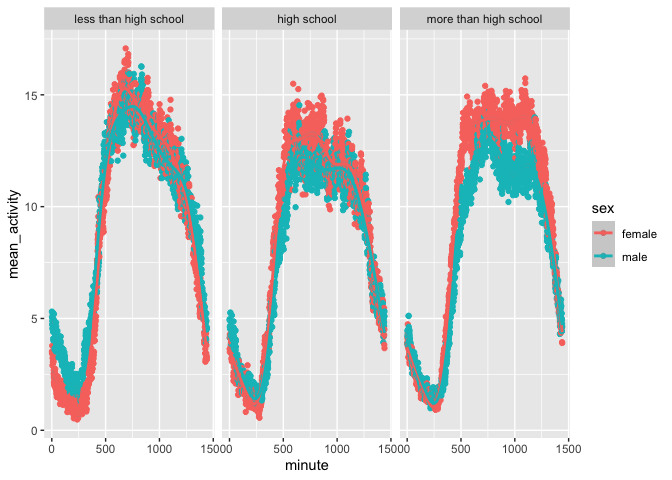 less than high school
high school
more than high school
15
10
5
0
0
500
1000
1500
0
500
1000
1500
0
500
1000
1500
mean_activity
minute
sex
female
male